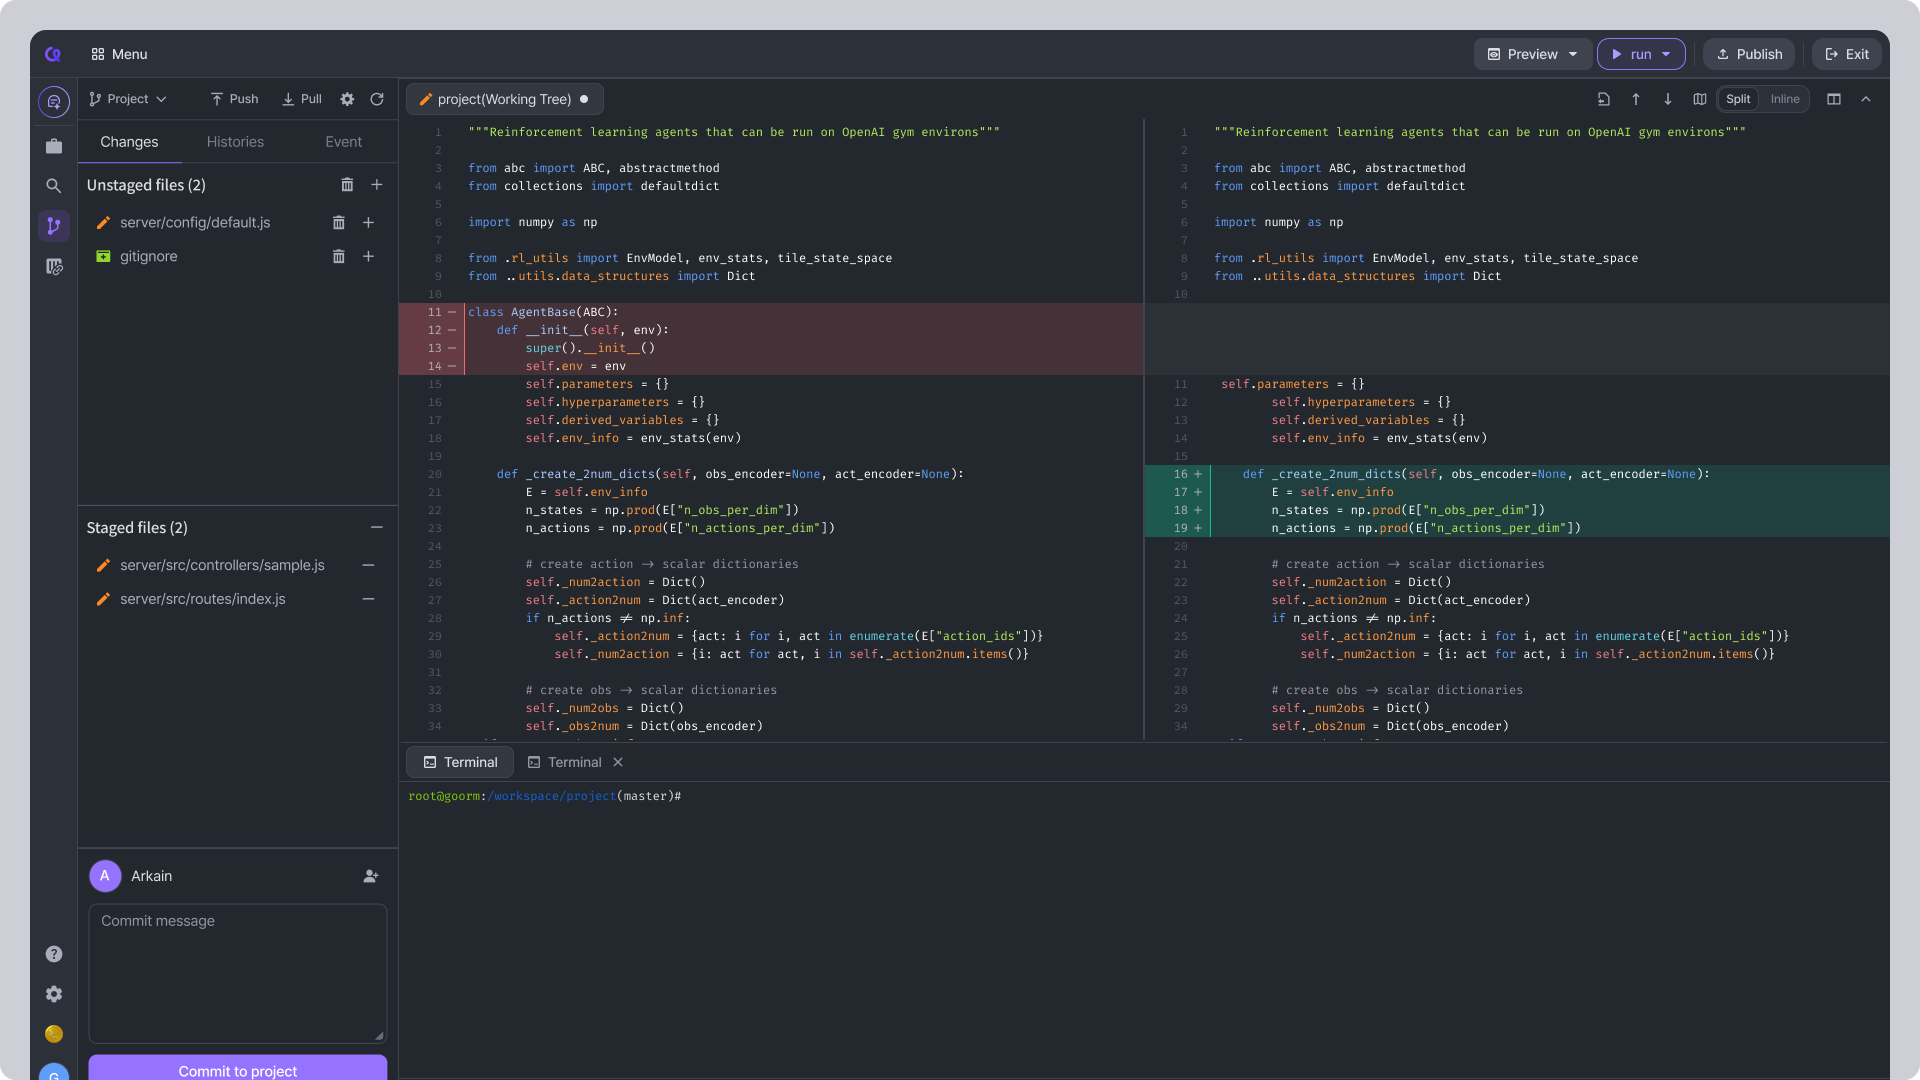 Menu
Preview
run
Publish
Exit
Project
Push
Pull
Changes
Histories
Event
Unstaged files (2)
server/config/default.js
gitignore
Staged files (2)
server/src/controllers/sample.js
server/src/routes/index.js
A
Arkain
Commit message
Commit to project
G
project(Working Tree)
Split
Inline
1 """Reinforcement learning agents that can be run on OpenAI gym environs"""
2
3 from abc import ABC, abstractmethod
4 from collections import defaultdict
5
6 import numpy as np
7
8 from .rl_utils import EnvModel, env_stats, tile_state_space
9 from ..utils.data_structures import Dict
10
11 − class AgentBase(ABC):
12 − def __init__(self, env):
13 − super().__init__()
14 − self.env = env
15 self.parameters = {}
16 self.hyperparameters = {}
17 self.derived_variables = {}
18 self.env_info = env_stats(env)
19
20 def _create_2num_dicts(self, obs_encoder=None, act_encoder=None):
21 E = self.env_info
22 n_states = np.prod(E["n_obs_per_dim"])
23 n_actions = np.prod(E["n_actions_per_dim"])
24
25 # create action → scalar dictionaries
26 self._num2action = Dict()
27 self._action2num = Dict(act_encoder)
28 if n_actions ≠ np.inf:
29 self._action2num = {act: i for i, act in enumerate(E["action_ids"])}
30 self._num2action = {i: act for act, i in self._action2num.items()}
31
32 # create obs → scalar dictionaries
33 self._num2obs = Dict()
34 self._obs2num = Dict(obs_encoder)
1 """Reinforcement learning agents that can be run on OpenAI gym environs"""
2
3 from abc import ABC, abstractmethod
4 from collections import defaultdict
5
6 import numpy as np
7
8 from .rl_utils import EnvModel, env_stats, tile_state_space
9 from ..utils.data_structures import Dict
10
11 self.parameters = {}
12 self.hyperparameters = {}
13 self.derived_variables = {}
14 self.env_info = env_stats(env)
15
16 + def _create_2num_dicts(self, obs_encoder=None, act_encoder=None):
17 + E = self.env_info
18 + n_states = np.prod(E["n_obs_per_dim"])
19 + n_actions = np.prod(E["n_actions_per_dim"])
20
21 # create action → scalar dictionaries
22 self._num2action = Dict()
23 self._action2num = Dict(act_encoder)
24 if n_actions ≠ np.inf:
25 self._action2num = {act: i for i, act in enumerate(E["action_ids"])}
26 self._num2action = {i: act for act, i in self._action2num.items()}
27
28 # create obs → scalar dictionaries
29 self._num2obs = Dict()
34 self._obs2num = Dict(obs_encoder)
Terminal
Terminal
root@goorm:/workspace/project(master)#